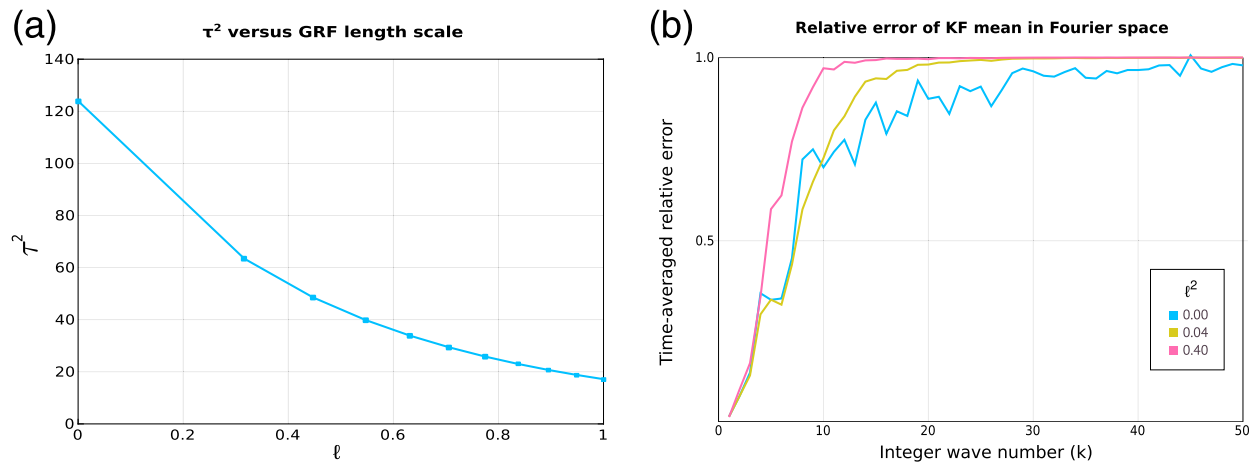 (a)
τ² versus GRF length scale
140
120
100
80
60
40
20
0
τ²
0 0.2 0.4 0.6 0.8 1
ℓ
(b)
Relative error of KF mean in Fourier space
1.0
0.5
Time-averaged relative error
ℓ²
0.00
0.04
0.40
0 10 20 30 40 50
Integer wave number (k)